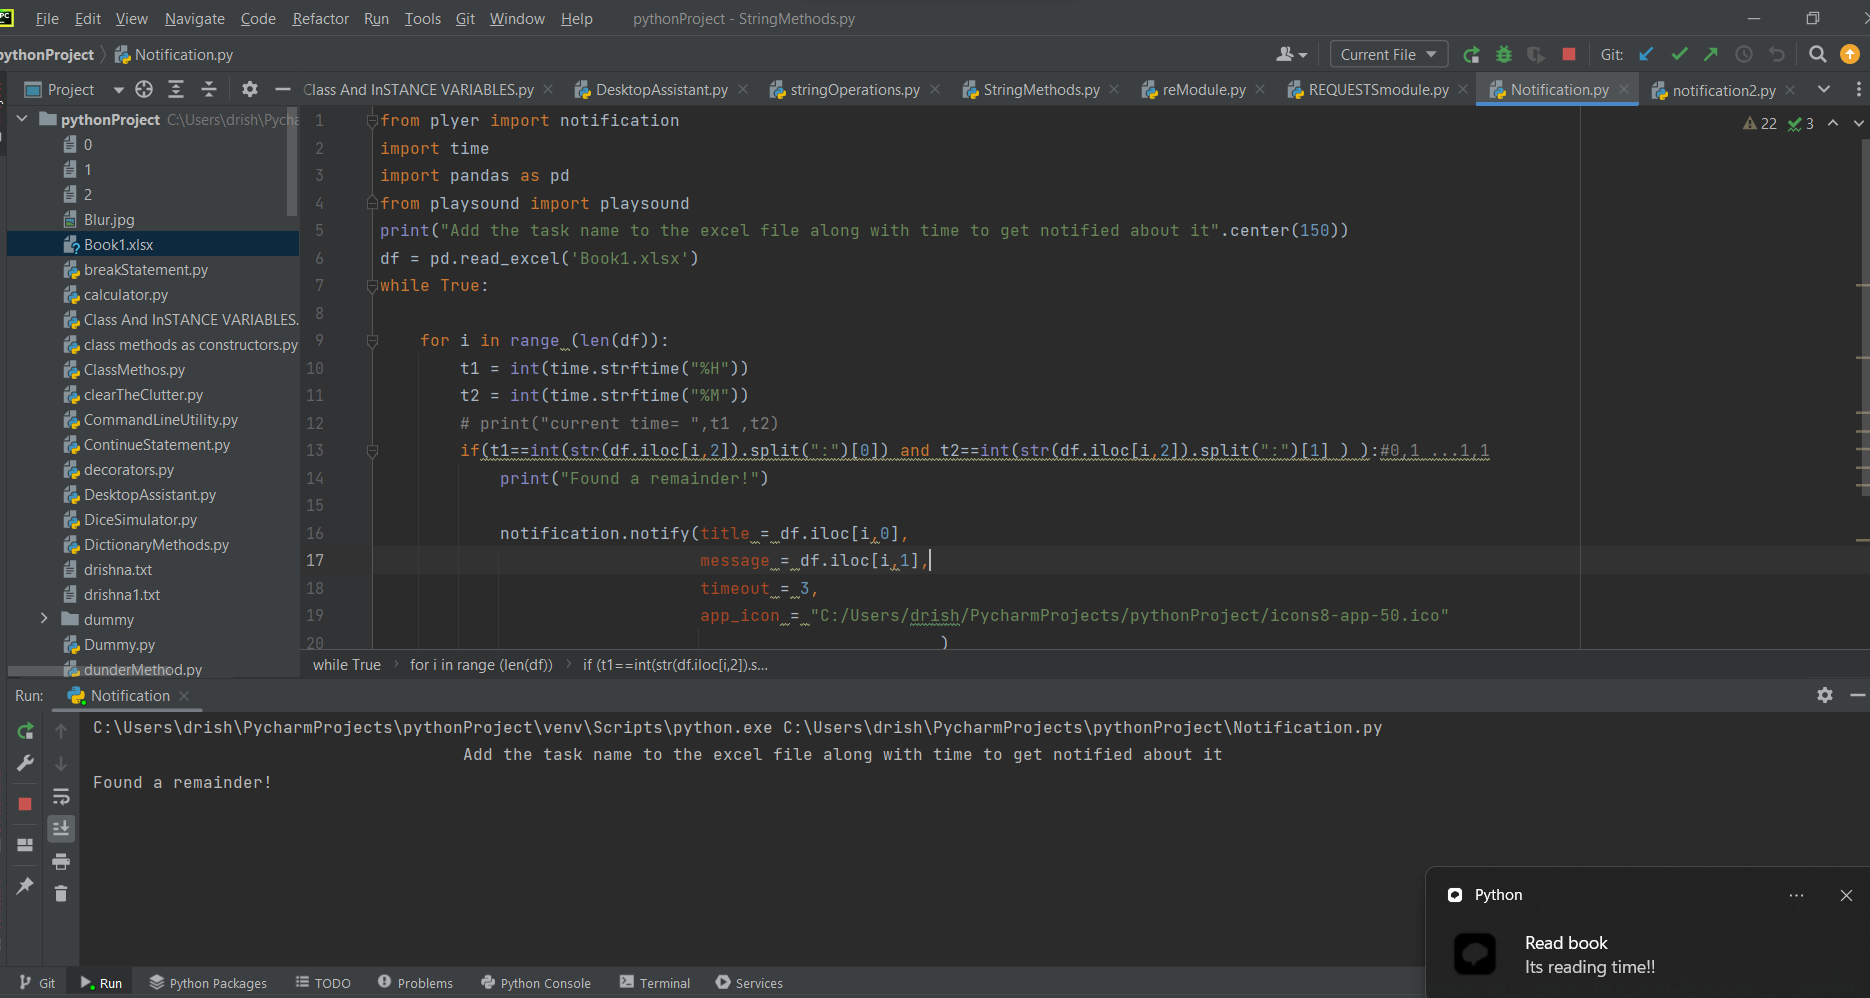 PC File Edit View Navigate Code Refactor Run Tools Git Window Help pythonProject - StringMethods.py
pythonProject Notification.py Current File Git:
Project Class And InSTANCE VARIABLES.py DesktopAssistant.py stringOperations.py StringMethods.py reModule.py REQUESTSmodule.py Notification.py notification2.py
pythonProject C:\Users\drish\Pycha
0
1
2
Blur.jpg
Book1.xlsx
breakStatement.py
calculator.py
Class And InSTANCE VARIABLES.
class methods as constructors.py
ClassMethos.py
clearTheClutter.py
CommandLineUtility.py
ContinueStatement.py
decorators.py
DesktopAssistant.py
DiceSimulator.py
DictionaryMethods.py
drishna.txt
drishna1.txt
dummy
Dummy.py
dunderMethod.py
22 3
1 from plyer import notification
2 import time
3 import pandas as pd
4 from playsound import playsound
5 print("Add the task name to the excel file along with time to get notified about it".center(150))
6 df = pd.read_excel('Book1.xlsx')
7 while True:
8
9 for i in range (len(df)):
10 t1 = int(time.strftime("%H"))
11 t2 = int(time.strftime("%M"))
12 # print("current time= ",t1 ,t2)
13 if(t1==int(str(df.iloc[i,2]).split(":")[0]) and t2==int(str(df.iloc[i,2]).split(":")[1] ) ):#0,1 ...1,1
14 print("Found a remainder!")
15
16 notification.notify(title = df.iloc[i,0],
17 message = df.iloc[i,1],
18 timeout = 3,
19 app_icon = "C:/Users/drish/PycharmProjects/pythonProject/icons8-app-50.ico"
20 )
while True for i in range (len(df)) if (t1==int(str(df.iloc[i,2]).s...
Run: Notification
C:\Users\drish\PycharmProjects\pythonProject\venv\Scripts\python.exe C:\Users\drish\PycharmProjects\pythonProject\Notification.py
Add the task name to the excel file along with time to get notified about it
Found a remainder!
Python
Read book
Its reading time!!
Git Run Python Packages TODO Problems Python Console Terminal Services